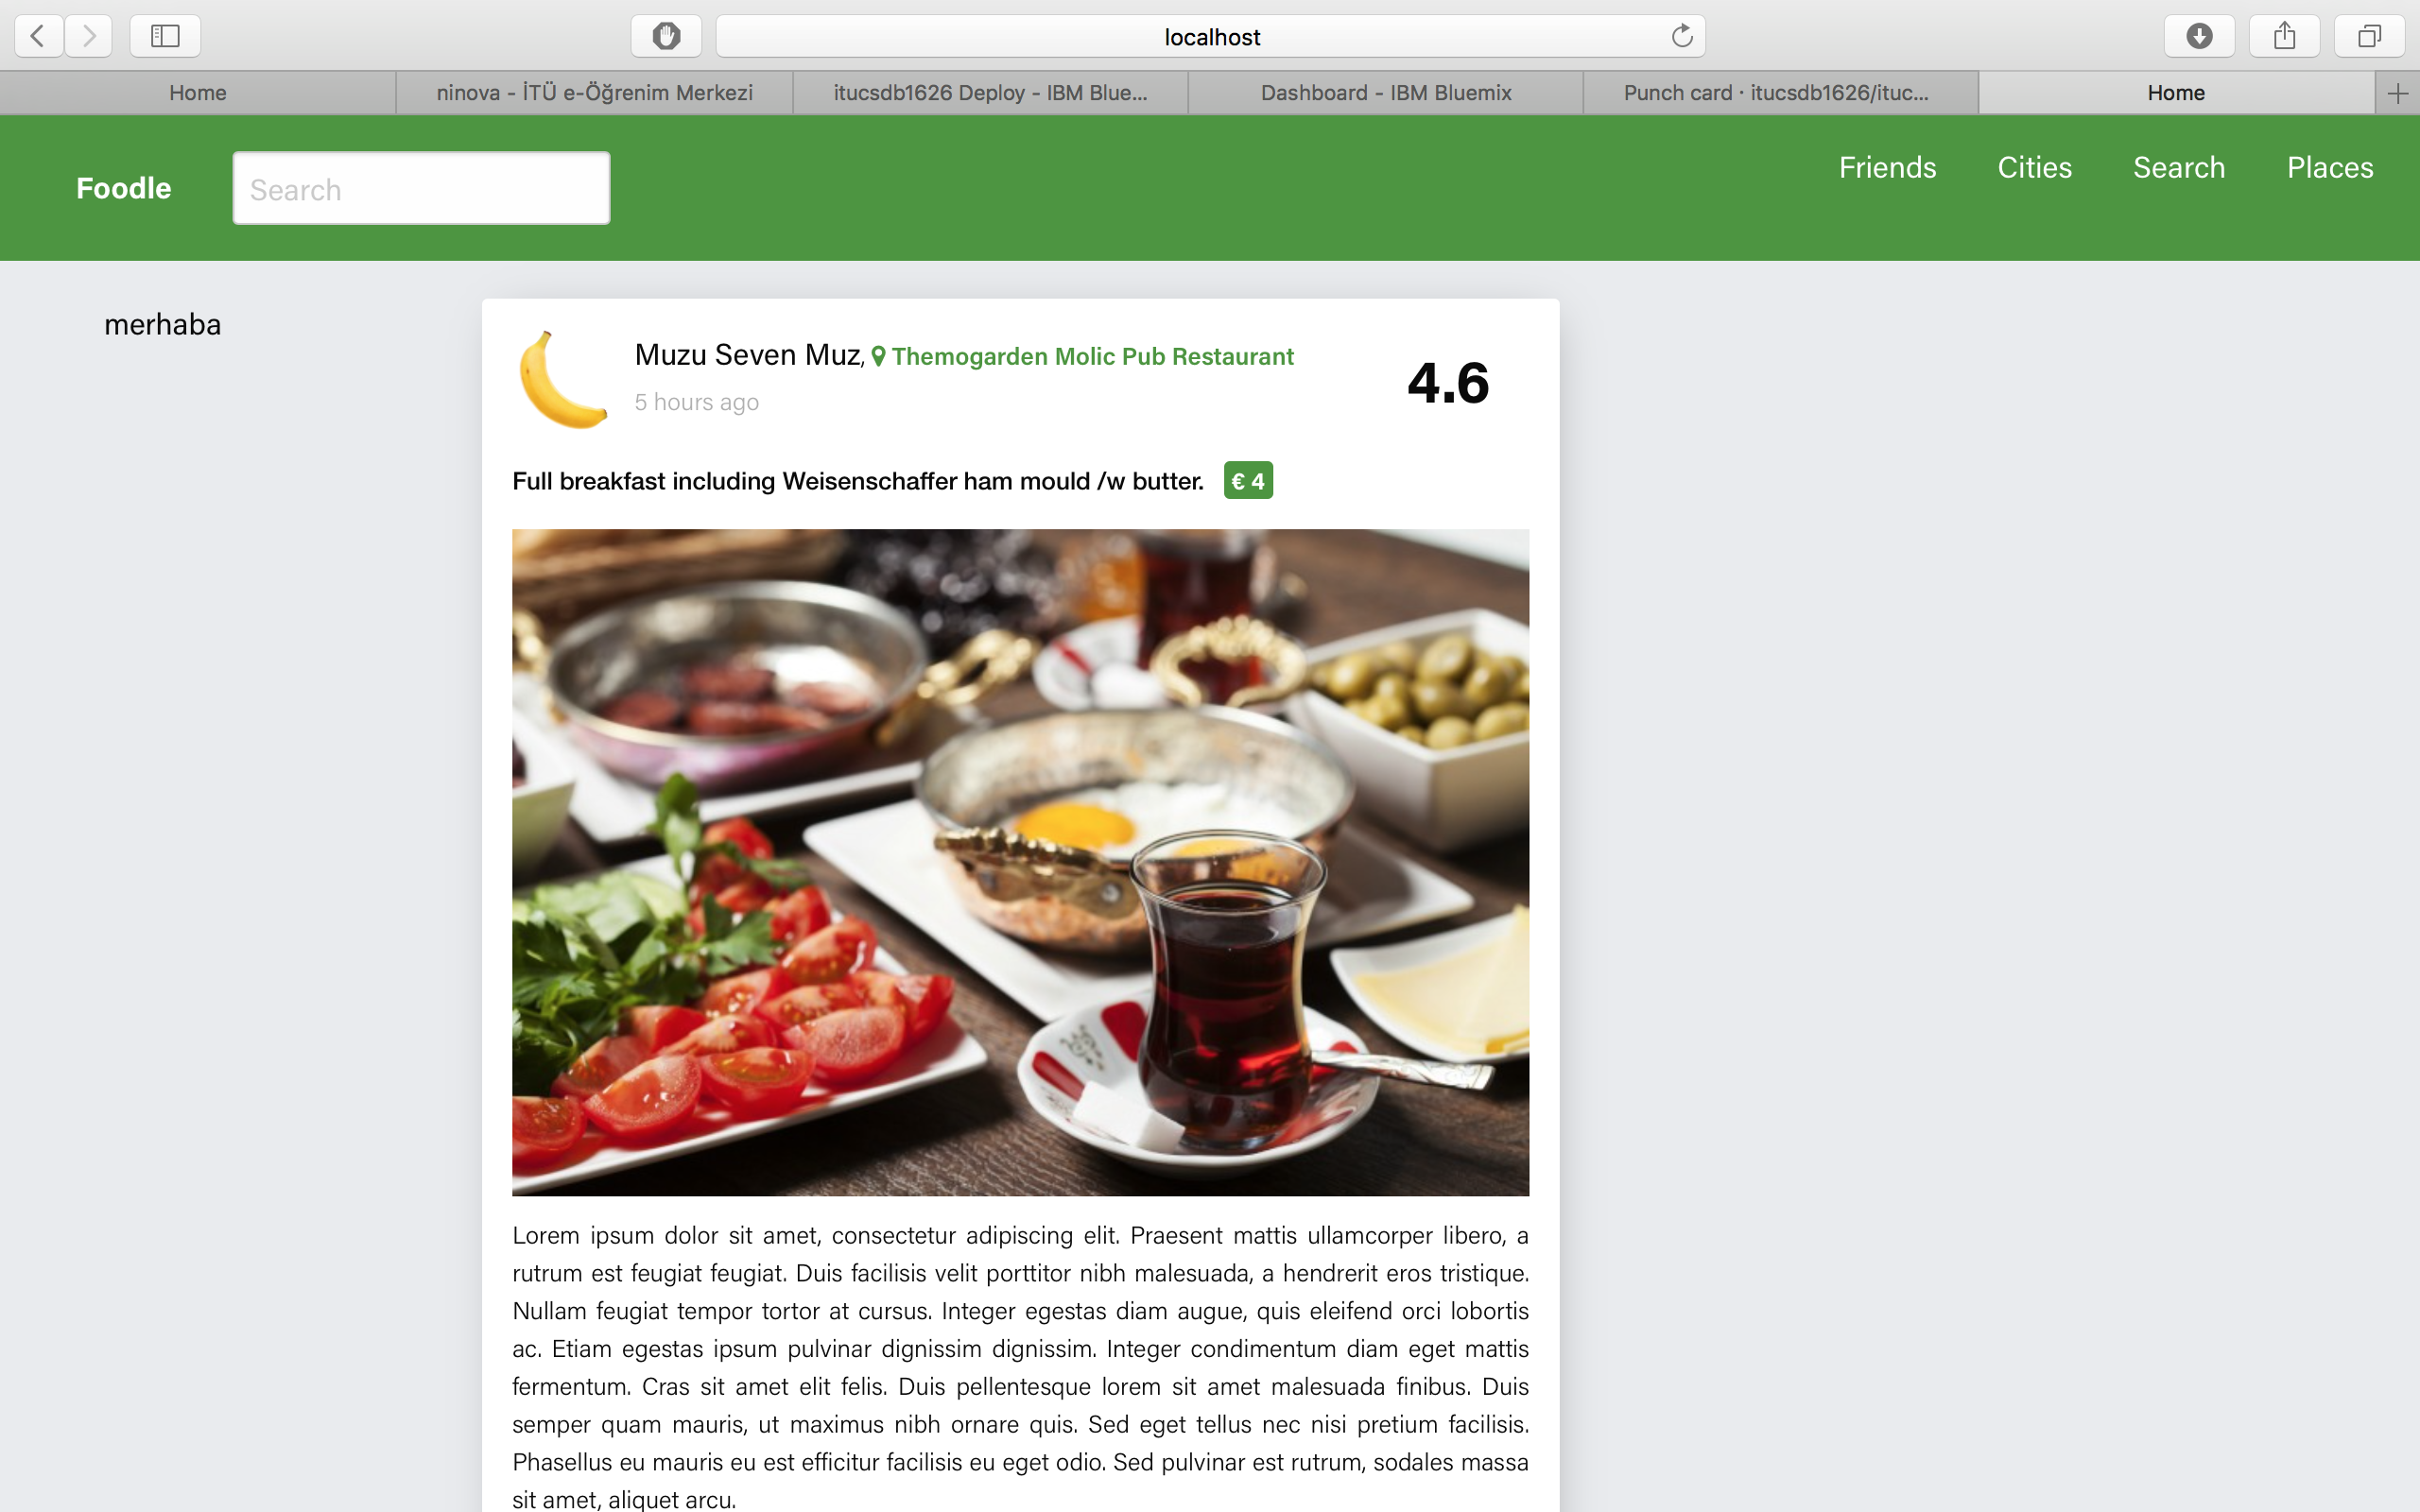 localhost
Home
ninova - İTÜ e-Öğrenim Merkezi
itucsdb1626 Deploy - IBM Blue...
Dashboard - IBM Bluemix
Punch card · itucsdb1626/ituc...
Home
Foodle
Search
Friends
Cities
Search
Places
merhaba
Muzu Seven Muz, Themogarden Molic Pub Restaurant
5 hours ago
4.6
Full breakfast including Weisenschaffer ham mould /w butter.
€ 4
Lorem ipsum dolor sit amet, consectetur adipiscing elit. Praesent mattis ullamcorper libero, a
rutrum est feugiat feugiat. Duis facilisis velit porttitor nibh malesuada, a hendrerit eros tristique.
Nullam feugiat tempor tortor at cursus. Integer egestas diam augue, quis eleifend orci lobortis
ac. Etiam egestas ipsum pulvinar dignissim dignissim. Integer condimentum diam eget mattis
fermentum. Cras sit amet elit felis. Duis pellentesque lorem sit amet malesuada finibus. Duis
semper quam mauris, ut maximus nibh ornare quis. Sed eget tellus nec nisi pretium facilisis.
Phasellus eu mauris eu est efficitur facilisis eu eget odio. Sed pulvinar est rutrum, sodales massa
sit amet, aliquet arcu.